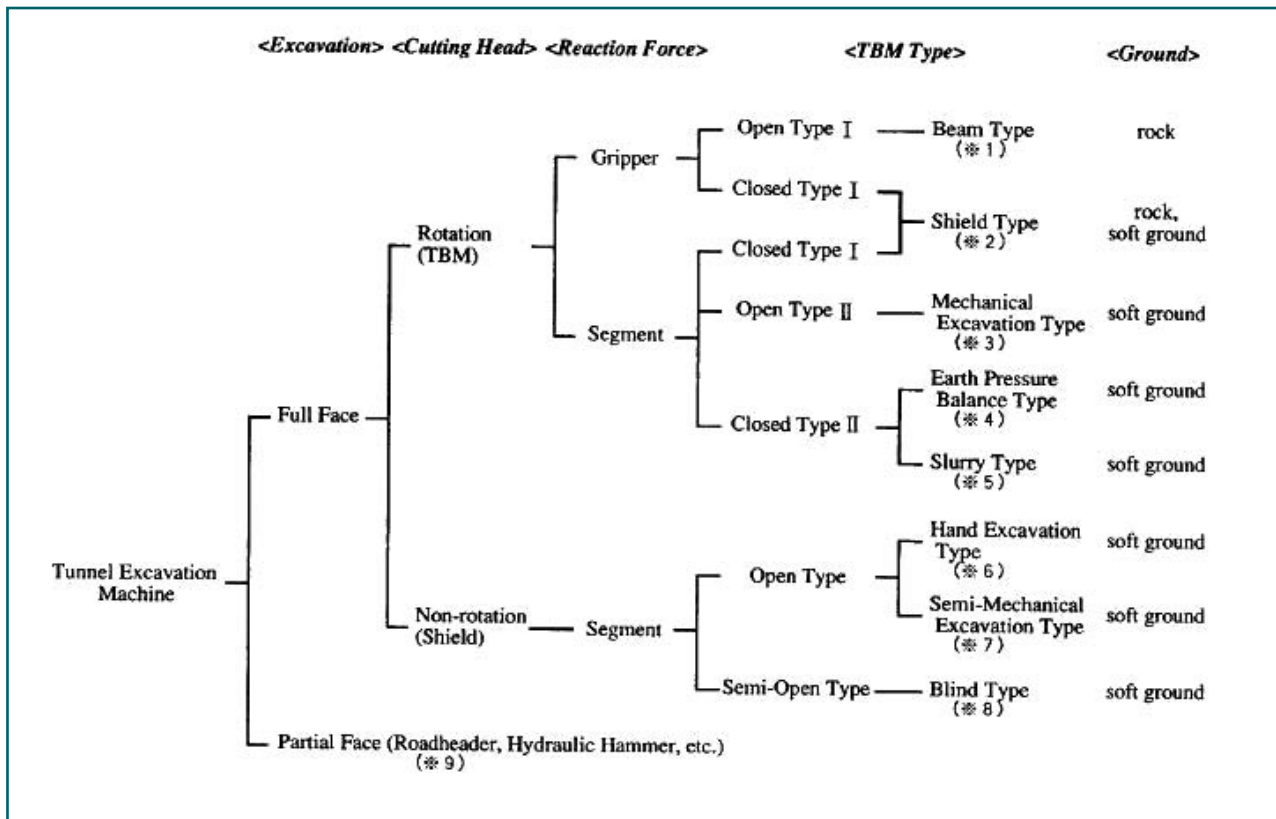 <Excavation> <Cutting Head> <Reaction Force> <TBM Type> <Ground>
Open Type Ⅰ Beam Type rock
(※1)
Gripper
Closed Type Ⅰ
Rotation Shield Type rock,
(TBM) (※2) soft ground
Closed Type Ⅰ
Open Type Ⅱ Mechanical soft ground
Excavation Type
(※3)
Segment
Earth Pressure soft ground
Balance Type
(※4)
Full Face
Closed Type Ⅱ
Slurry Type soft ground
(※5)
Hand Excavation soft ground
Type
(※6)
Tunnel Excavation Open Type
Machine
Non-rotation Segment Semi-Mechanical soft ground
(Shield) Excavation Type
(※7)
Semi-Open Type Blind Type soft ground
(※8)
Partial Face (Roadheader, Hydraulic Hammer, etc.)
(※9)